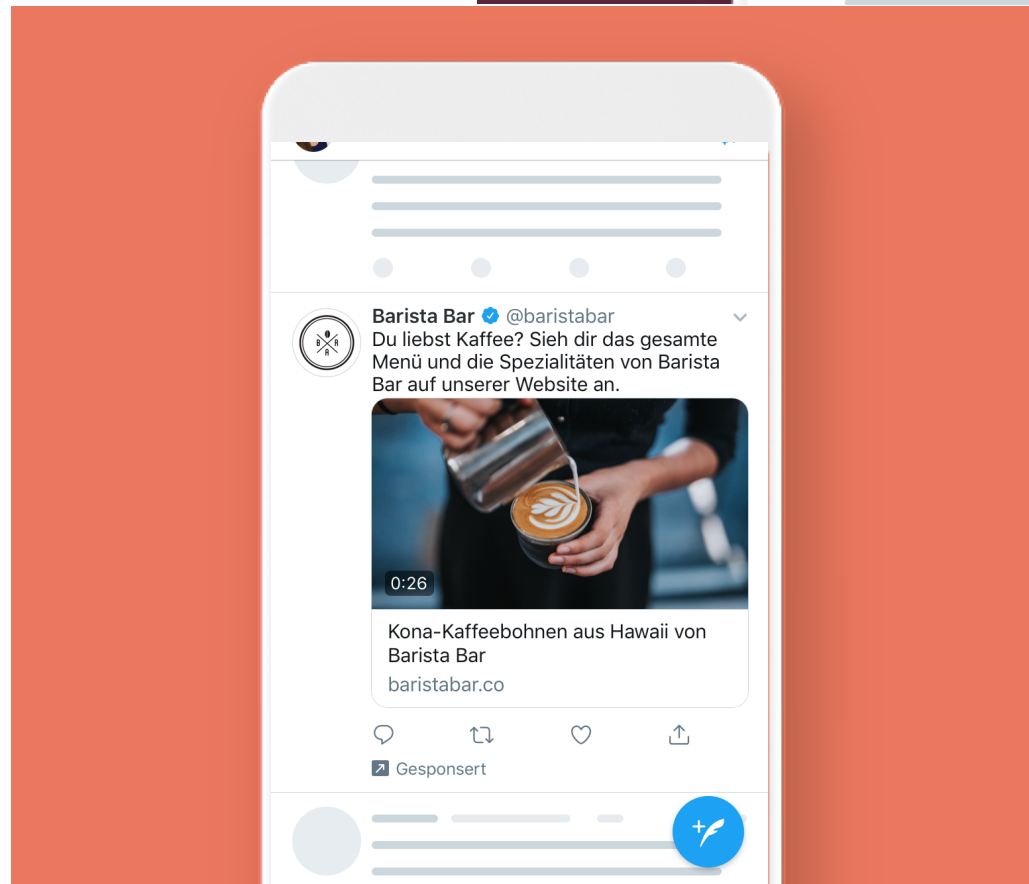 Barista Bar @baristabar
Du liebst Kaffee? Sieh dir das gesamte
Menü und die Spezialitäten von Barista
Bar auf unserer Website an.
B A R
A
0:26
Kona-Kaffeebohnen aus Hawaii von
Barista Bar
baristabar.co
Gesponsert